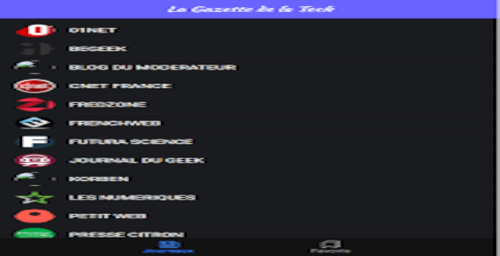 La Gazette de la Tech
01NET
BEGEEK
BLOG DU MODERATEUR
CNET FRANCE
FREDZONE
FRENCHWEB
FUTURA SCIENCE
JOURNAL DU GEEK
KORBEN
LES NUMERIQUES
PETIT WEB
PRESSE CITRON
Journaux Favoris